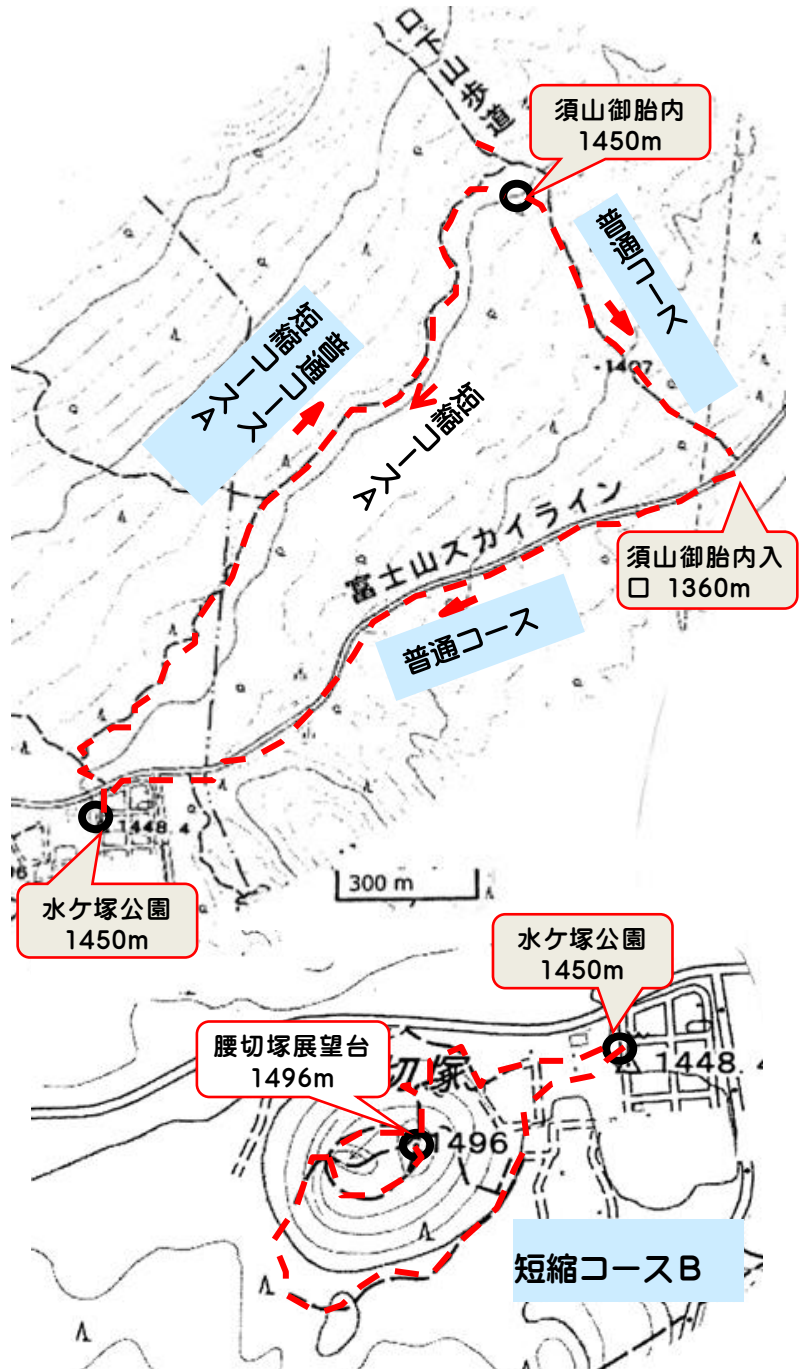 口下山歩道
須山御胎内
1450m
普通コース
普通コース
短縮コースA
1407
短縮コースA
富士山スカイライン
須山御胎内入
口 1360m
普通コース
1448.4
水ケ塚公園
1450m
300 m
水ケ塚公園
1450m
腰切塚展望台
1496m
切塚
1448.4
1496
短縮コースB